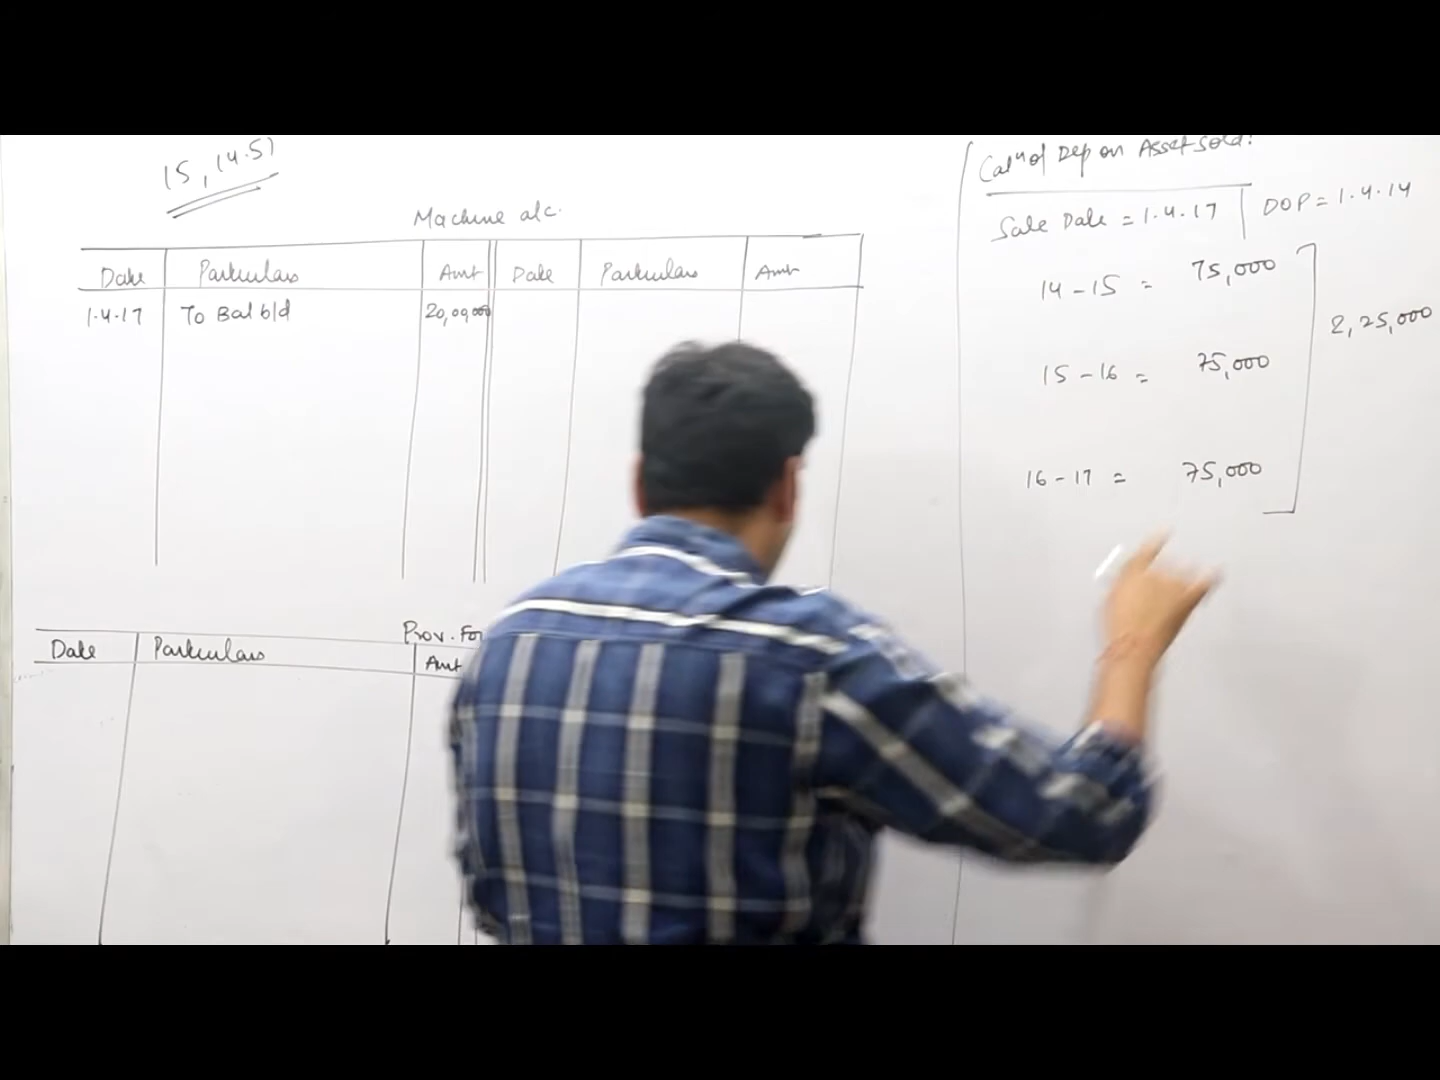 15, 14.5)
Machine a/c.
Date Particulars Amt Date Particulars Amt
1.4.17 To Bal b/d 20,00,000
Prov. For
Date Particulars Amt
Calⁿ of Dep on Asset Sold:
Sale Date = 1.4.17 | DOP = 1.4.14
14-15 = 75,000
15-16 = 75,000
16-17 = 75,000
2,25,000